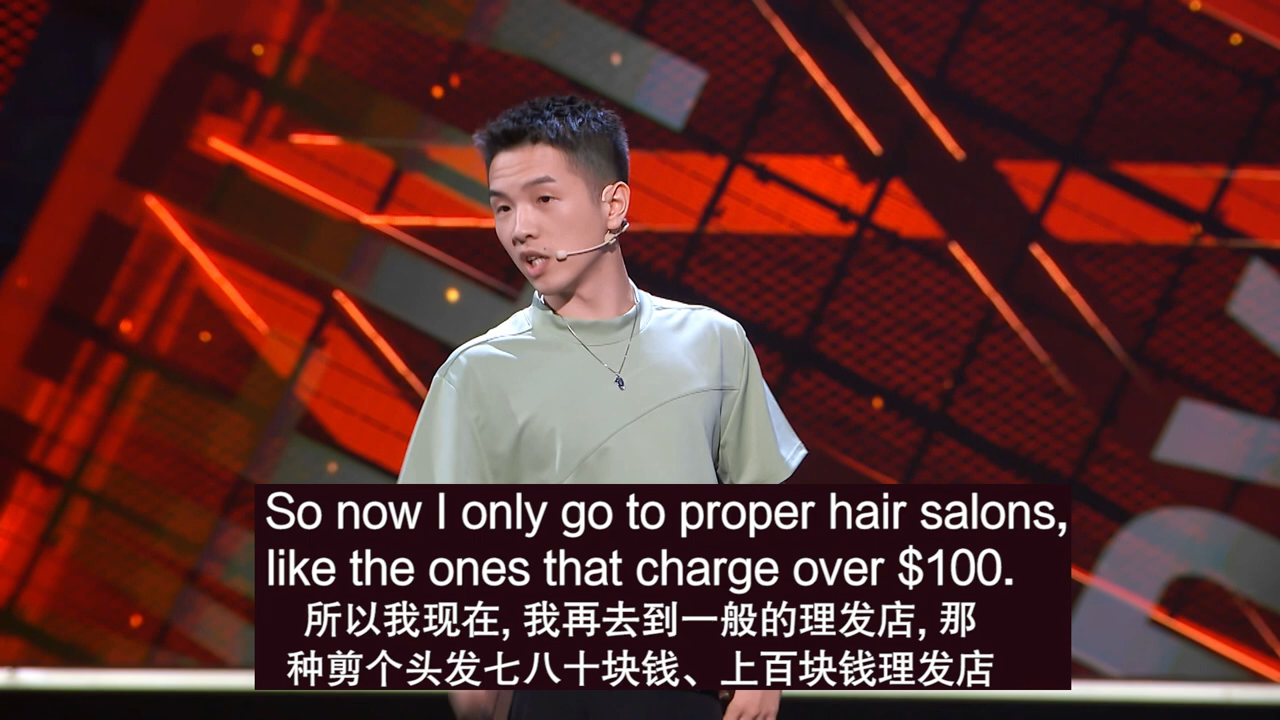 So now I only go to proper hair salons,
like the ones that charge over $100.
所以我现在, 我再去到一般的理发店, 那
种剪个头发七八十块钱、上百块钱理发店